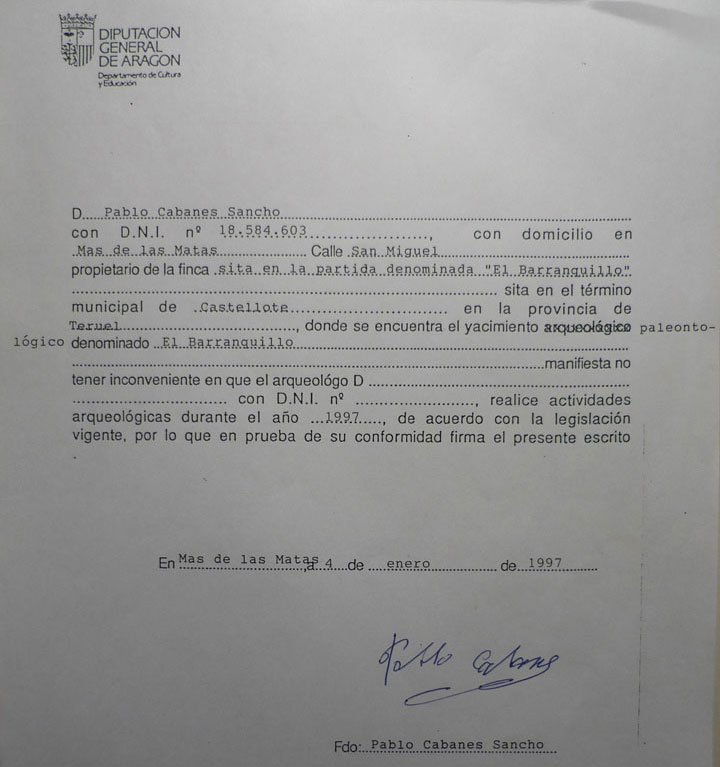 DIPUTACION
GENERAL
DE ARAGON
Departamento de Cultura
y Educación
D.....Pablo Cabanes Sancho..........
con D.N.I. nº 18.584.603...................., con domicilio en
Mas de las Matas.................... Calle San Miguel....................
propietario de la finca .sita en la partida denominada "El Barranquillo"
.................... sita en el término
municipal de ..Castellote.................... en la provincia de
Teruel...................., donde se encuentra el yacimiento arqueológico paleonto-
lógico denominado ..El Barranquillo....................
....................manifiesta no
tener inconveniente en que el arqueológo D ....................
.................... con D.N.I. nº ...................., realice actividades
arqueológicas durante el año ...1997...., de acuerdo con la legislación
vigente, por lo que en prueba de su conformidad firma el presente escrito
En Mas de las Matas, a 4 ..de ....enero.......... de .1997........
Pablo Cabanes
Fdo:..Pablo Cabanes Sancho...